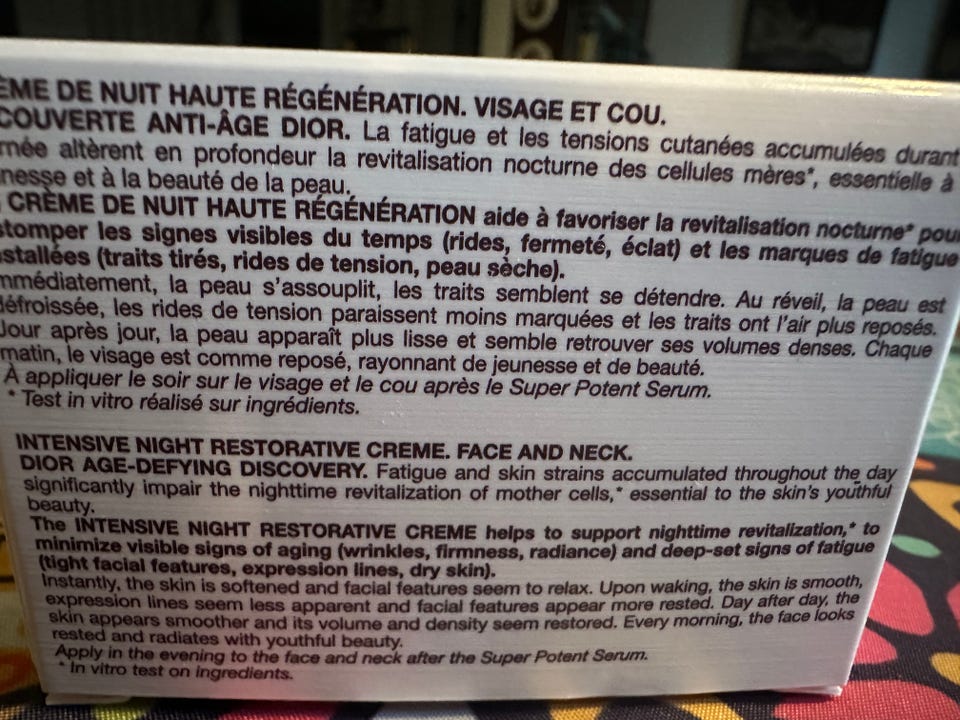 ÈME DE NUIT HAUTE RÉGÉNÉRATION. VISAGE ET COU.
COUVERTE ANTI-ÂGE DIOR. La fatigue et les tensions cutanées accumulées durant
rnée altèrent en profondeur la revitalisation nocturne des cellules mères*, essentielle à
nesse et à la beauté de la peau.
CRÈME DE NUIT HAUTE RÉGÉNÉRATION aide à favoriser la revitalisation nocturne* pour
stomper les signes visibles du temps (rides, fermeté, éclat) et les marques de fatigue
stallées (traits tirés, rides de tension, peau sèche).
mmédiatement, la peau s'assouplit, les traits semblent se détendre. Au réveil, la peau est
défroissée, les rides de tension paraissent moins marquées et les traits ont l'air plus reposés.
Jour après jour, la peau apparaît plus lisse et semble retrouver ses volumes denses. Chaque
matin, le visage est comme reposé, rayonnant de jeunesse et de beauté.
À appliquer le soir sur le visage et le cou après le Super Potent Serum.
* Test in vitro réalisé sur ingrédients.
INTENSIVE NIGHT RESTORATIVE CREME. FACE AND NECK.
DIOR AGE-DEFYING DISCOVERY. Fatigue and skin strains accumulated throughout the day
significantly impair the nighttime revitalization of mother cells,* essential to the skin's youthful
beauty.
The INTENSIVE NIGHT RESTORATIVE CREME helps to support nighttime revitalization,* to
minimize visible signs of aging (wrinkles, firmness, radiance) and deep-set signs of fatigue
(tight facial features, expression lines, dry skin).
Instantly, the skin is softened and facial features seem to relax. Upon waking, the skin is smooth,
expression lines seem less apparent and facial features appear more rested. Day after day, the
skin appears smoother and its volume and density seem restored. Every morning, the face looks
rested and radiates with youthful beauty.
Apply in the evening to the face and neck after the Super Potent Serum.
* In vitro test on ingredients.